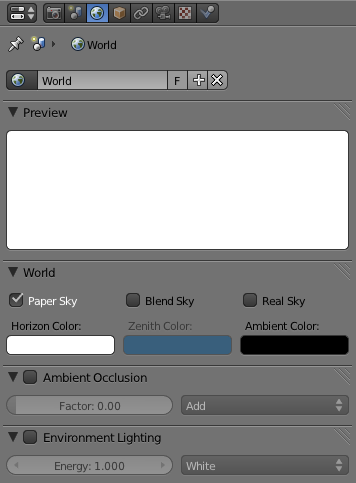 World
World F
Preview
World
Paper Sky Blend Sky Real Sky
Horizon Color: Zenith Color: Ambient Color:
Ambient Occlusion
Factor: 0.00 Add
Environment Lighting
Energy: 1.000 White